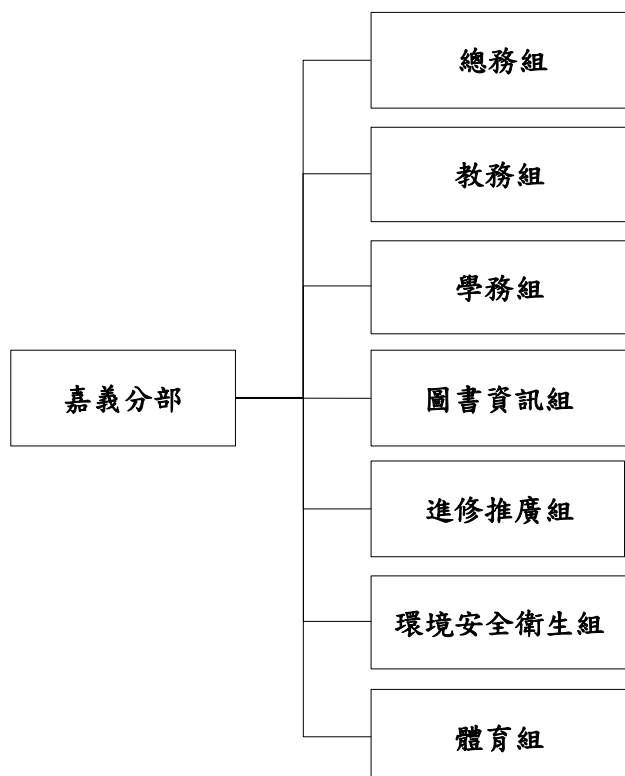 總務組
教務組
學務組
嘉義分部
圖書資訊組
進修推廣組
環境安全衛生組
體育組